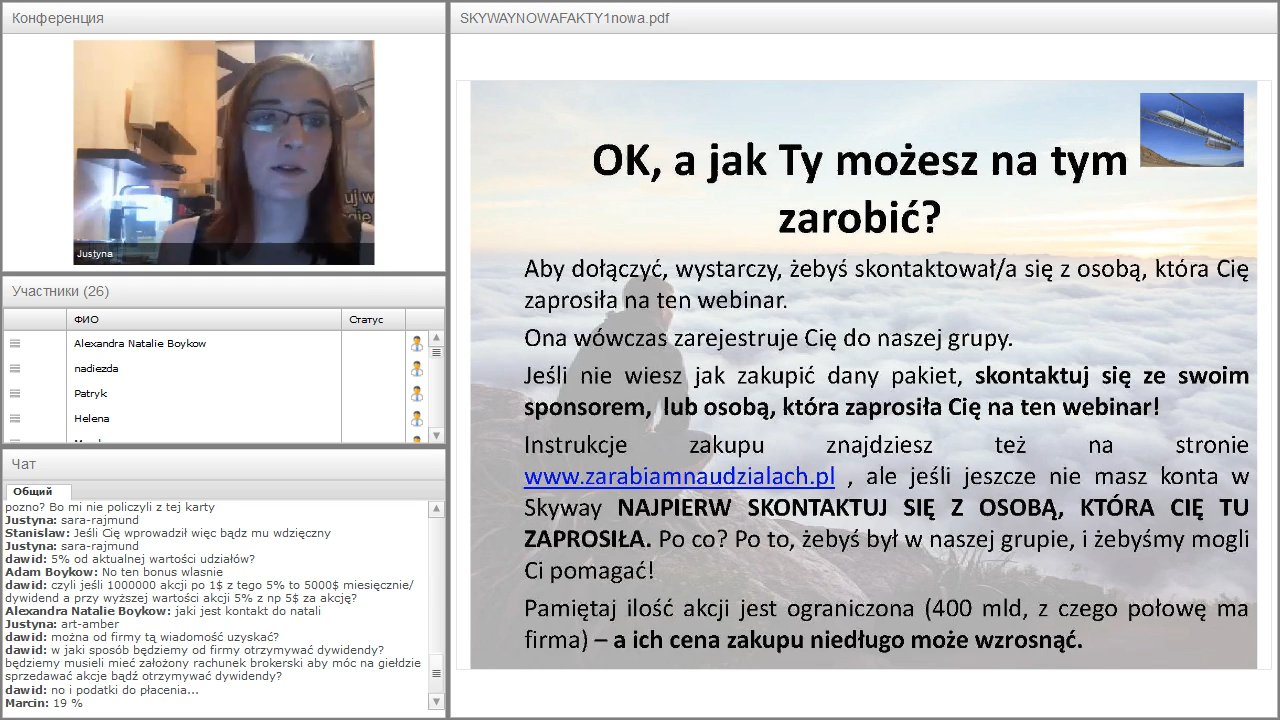 Конференция
Justyna
Участники (26)
ФИО
Статус
Alexandra Natalie Boykow
nadiezda
Patryk
Helena
Чат
Общий
pozno? Bo mi nie policzyli z tej karty
Justyna: sara-rajmund
Stanislaw: Jeśli Cię wprowadził więc bądz mu wdzięczny
Justyna: sara-rajmund
dawid: 5% od aktualnej wartości udziałów?
Adam Boykow: No ten bonus wlasnie
dawid: czyli jeśli 1000000 akcji po 1$ z tego 5% to 5000$ miesięcznie/
dywidend a przy wyższej wartości akcji 5% z np 5$ za akcję?
Alexandra Natalie Boykow: jaki jest kontakt do natali
Justyna: art-amber
dawid: można od firmy tą wiadomość uzyskać?
dawid: w jaki sposób będziemy od firmy otrzymywać dywidendy?
będziemy musieli mieć założony rachunek brokerski aby móc na giełdzie
sprzedawać akcje bądź otrzymywać dywidendy?
dawid: no i podatki do płacenia...
Marcin: 19 %
SKYWAYNOWAFAKTY1nowa.pdf
OK, a jak Ty możesz na tym
zarobić?
Aby dołączyć, wystarczy, żebyś skontaktował/a się z osobą, która Cię
zaprosiła na ten webinar.
Ona wówczas zarejestruje Cię do naszej grupy.
Jeśli nie wiesz jak zakupić dany pakiet, skontaktuj się ze swoim
sponsorem, lub osobą, która zaprosiła Cię na ten webinar!
Instrukcje zakupu znajdziesz też na stronie
www.zarabiamnaudzialach.pl , ale jeśli jeszcze nie masz konta w
Skyway NAJPIERW SKONTAKTUJ SIĘ Z OSOBĄ, KTÓRA CIĘ TU
ZAPROSIŁA. Po co? Po to, żebyś był w naszej grupie, i żebyśmy mogli
Ci pomagać!
Pamiętaj ilość akcji jest ograniczona (400 mld, z czego połowę ma
firma) – a ich cena zakupu niedługo może wzrosnąć.